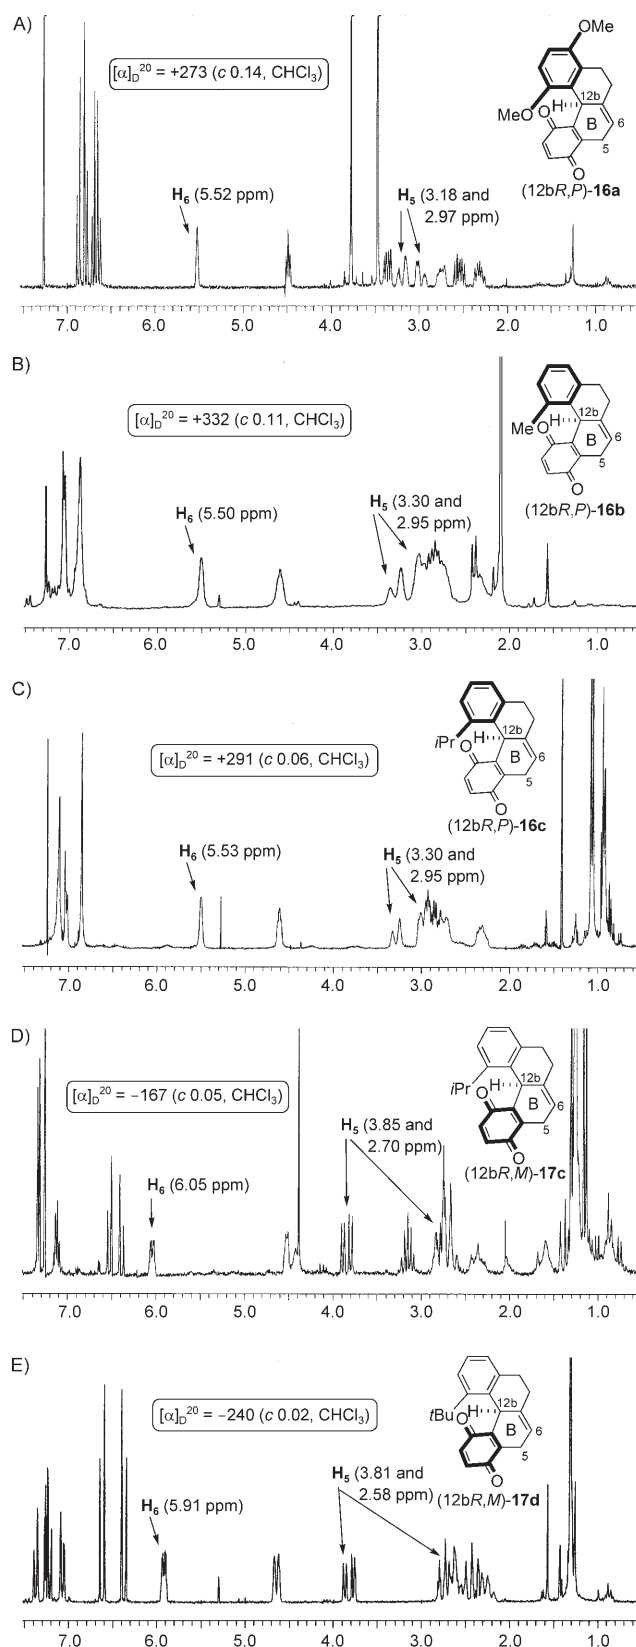 A)
[α]D20 = +273 (c 0.14, CHCl3)
OMe
H
12b
MeO
O
B
6
5
O
(12bR,P)-16a
H6 (5.52 ppm)
H5 (3.18 and
2.97 ppm)
7.0 6.0 5.0 4.0 3.0 2.0 1.0
B)
[α]D20 = +332 (c 0.11, CHCl3)
H
12b
Me
O
B
6
5
O
(12bR,P)-16b
H6 (5.50 ppm)
H5 (3.30 and
2.95 ppm)
7.0 6.0 5.0 4.0 3.0 2.0 1.0
C)
[α]D20 = +291 (c 0.06, CHCl3)
H
12b
iPr
O
B
6
5
O
(12bR,P)-16c
H6 (5.53 ppm)
H5 (3.30 and
2.95 ppm)
7.0 6.0 5.0 4.0 3.0 2.0 1.0
D)
[α]D20 = −167 (c 0.05, CHCl3)
H
12b
iPr
O
B
6
5
O
(12bR,M)-17c
H6 (6.05 ppm)
H5 (3.85 and
2.70 ppm)
7.0 6.0 5.0 4.0 3.0 2.0 1.0
E)
[α]D20 = −240 (c 0.02, CHCl3)
H
12b
tBu
O
B
6
5
O
(12bR,M)-17d
H6 (5.91 ppm)
H5 (3.81 and
2.58 ppm)
7.0 6.0 5.0 4.0 3.0 2.0 1.0